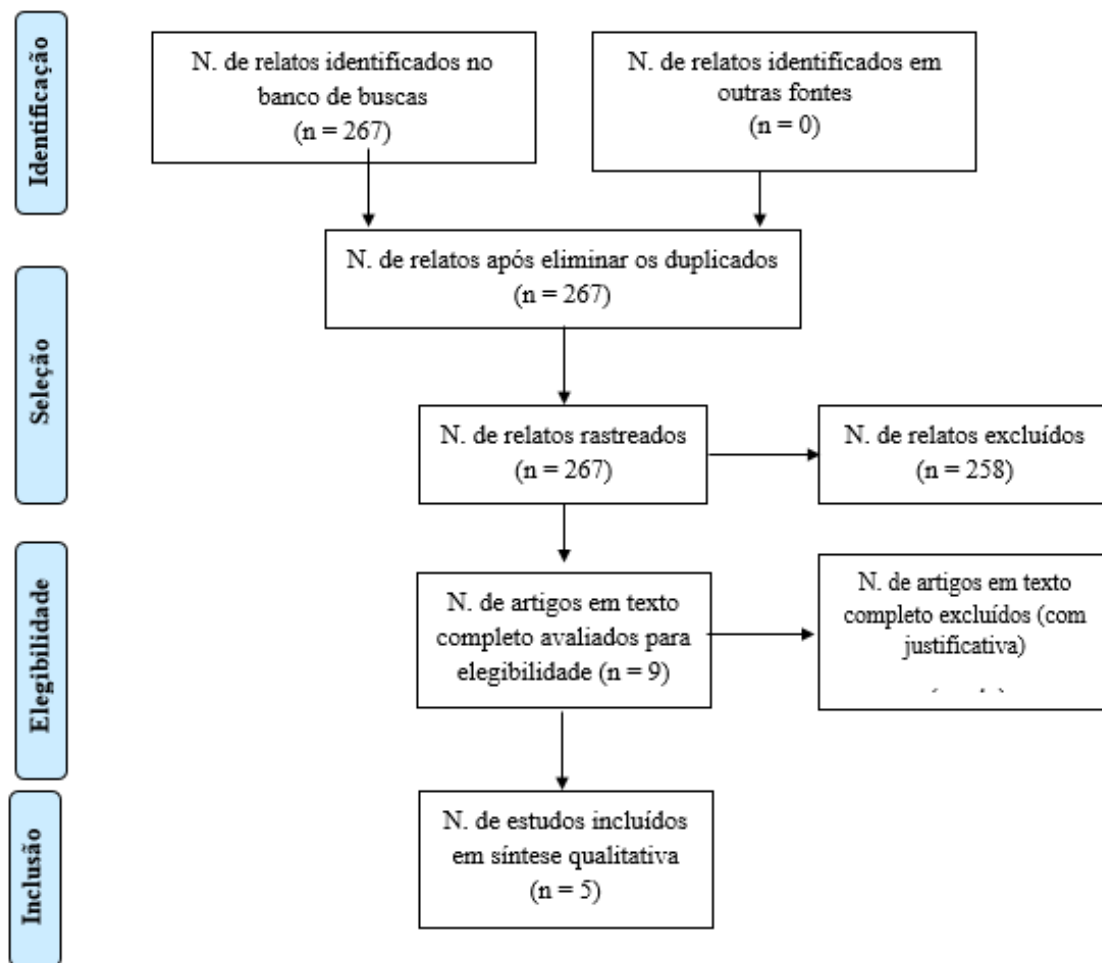 Identificação
N. de relatos identificados no
banco de buscas
(n = 267)
N. de relatos identificados em
outras fontes
(n = 0)
Seleção
N. de relatos após eliminar os duplicados
(n = 267)
N. de relatos rastreados
(n = 267)
N. de relatos excluídos
(n = 258)
Elegibilidade
N. de artigos em texto
completo avaliados para
elegibilidade (n = 9)
N. de artigos em texto
completo excluídos (com
justificativa)
Inclusão
N. de estudos incluídos
em síntese qualitativa
(n = 5)